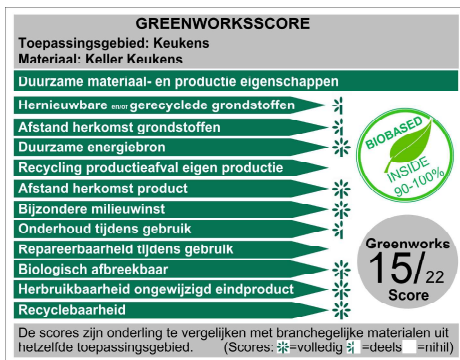 GREENWORKSSCORE
Toepassingsgebied: Keukens
Materiaal: Keller Keukens
Duurzame materiaal- en productie eigenschappen
Hernieuwbare en/or gerecyclede grondstoffen
Afstand herkomst grondstoffen
Duurzame energiebron
Recycling productieafval eigen productie
Afstand herkomst product
Bijzondere milieuwinst
Onderhoud tijdens gebruik
Repareerbaarheid tijdens gebruik
Biologisch afbreekbaar
Herbruikbaarheid ongewijzigd eindproduct
Recyclebaarheid
BIOBASED
INSIDE
90-100%
Greenworks
15/22
Score
De scores zijn onderling te vergelijken met branchegelijke materialen uit
hetzelfde toepassingsgebied. (Scores: =volledig =deels =nihil)